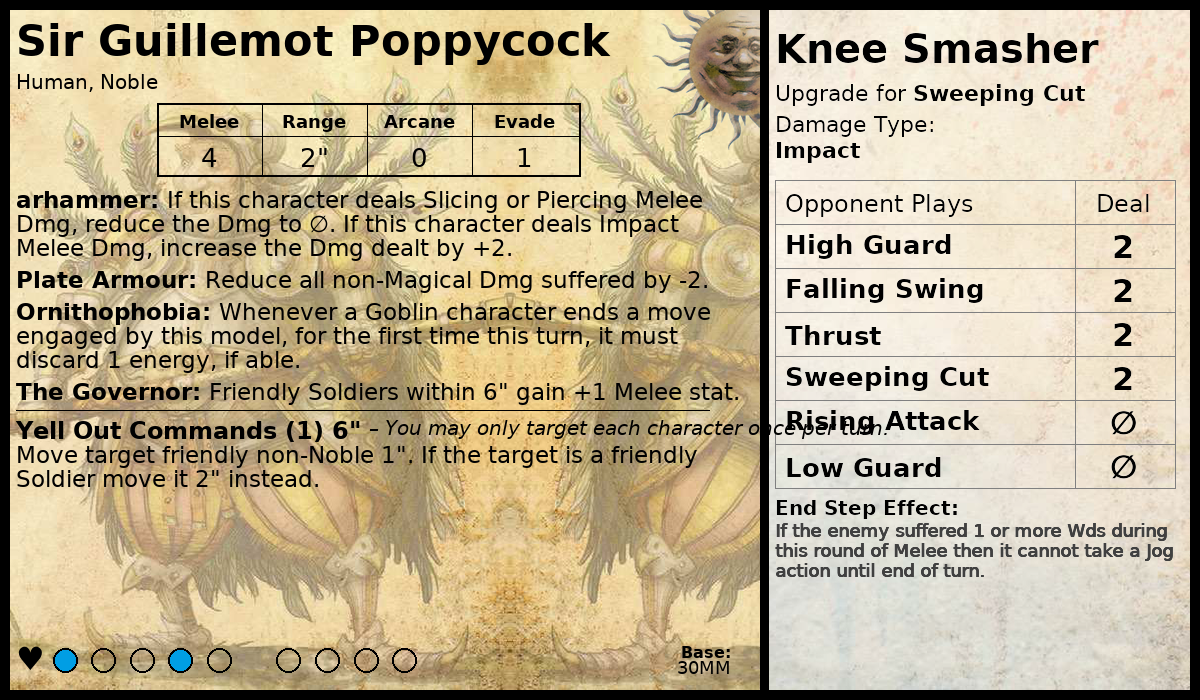 Sir Guillemot Poppycock
Human, Noble
Melee Range Arcane Evade
4 2" 0 1
arhammer: If this character deals Slicing or Piercing Melee
Dmg, reduce the Dmg to ∅. If this character deals Impact
Melee Dmg, increase the Dmg dealt by +2.
Plate Armour: Reduce all non-Magical Dmg suffered by -2.
Ornithophobia: Whenever a Goblin character ends a move
engaged by this model, for the first time this turn, it must
discard 1 energy, if able.
The Governor: Friendly Soldiers within 6" gain +1 Melee stat.
Yell Out Commands (1) 6" – You may only target each character once per turn.
Move target friendly non-Noble 1". If the target is a friendly
Soldier move it 2" instead.
Base:
30MM
Knee Smasher
Upgrade for Sweeping Cut
Damage Type:
Impact
Opponent Plays Deal
High Guard 2
Falling Swing 2
Thrust 2
Sweeping Cut 2
Rising Attack ∅
Low Guard ∅
End Step Effect:
If the enemy suffered 1 or more Wds during
this round of Melee then it cannot take a Jog
action until end of turn.